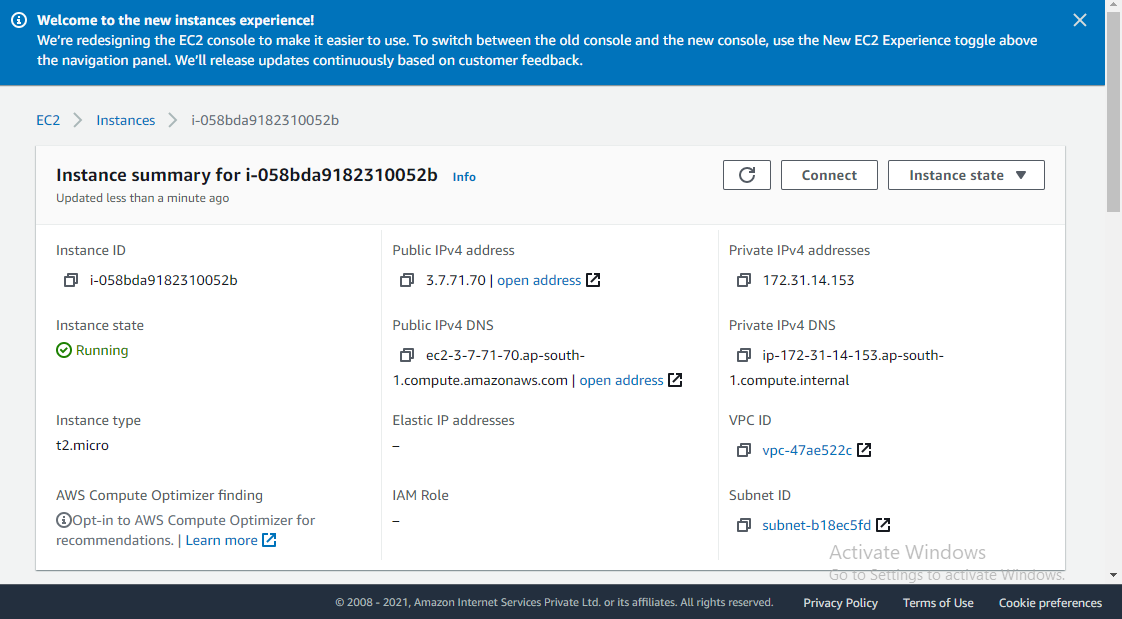 Welcome to the new instances experience!
We're redesigning the EC2 console to make it easier to use. To switch between the old console and the new console, use the New EC2 Experience toggle above
the navigation panel. We'll release updates continuously based on customer feedback.
EC2 > Instances > i-058bda9182310052b
Instance summary for i-058bda9182310052b Info
Updated less than a minute ago
Connect
Instance state
Instance ID
i-058bda9182310052b
Instance state
Running
Instance type
t2.micro
AWS Compute Optimizer finding
Opt-in to AWS Compute Optimizer for
recommendations. | Learn more
Public IPv4 address
3.7.71.70 | open address
Public IPv4 DNS
ec2-3-7-71-70.ap-south-
1.compute.amazonaws.com | open address
Elastic IP addresses
–
IAM Role
–
Private IPv4 addresses
172.31.14.153
Private IPv4 DNS
ip-172-31-14-153.ap-south-
1.compute.internal
VPC ID
vpc-47ae522c
Subnet ID
subnet-b18ec5fd
Activate Windows
Go to Settings to activate Windows.
© 2008 - 2021, Amazon Internet Services Private Ltd. or its affiliates. All rights reserved.
Privacy Policy
Terms of Use
Cookie preferences